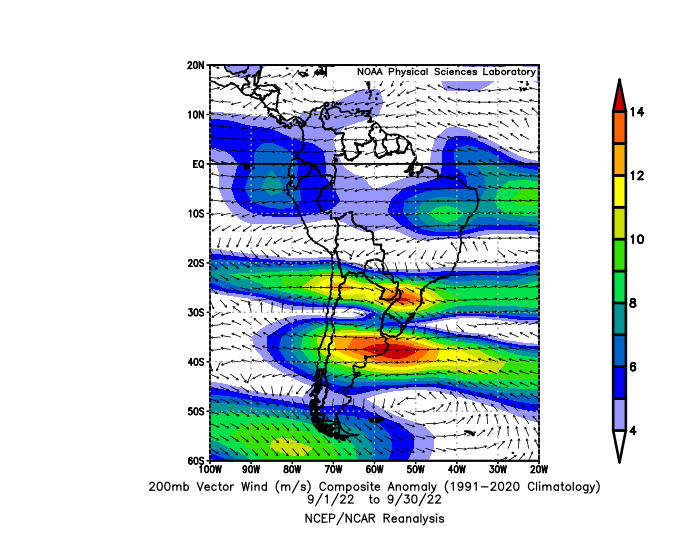 20N
NOAA Physical Sciences Laboratory
10N
EQ
10S
20S
30S
40S
50S
60S
100W 90W 80W 70W 60W 50W 40W 30W 20W
14
12
10
8
6
4
200mb Vector Wind (m/s) Composite Anomaly (1991-2020 Climatology)
9/1/22 to 9/30/22
NCEP/NCAR Reanalysis